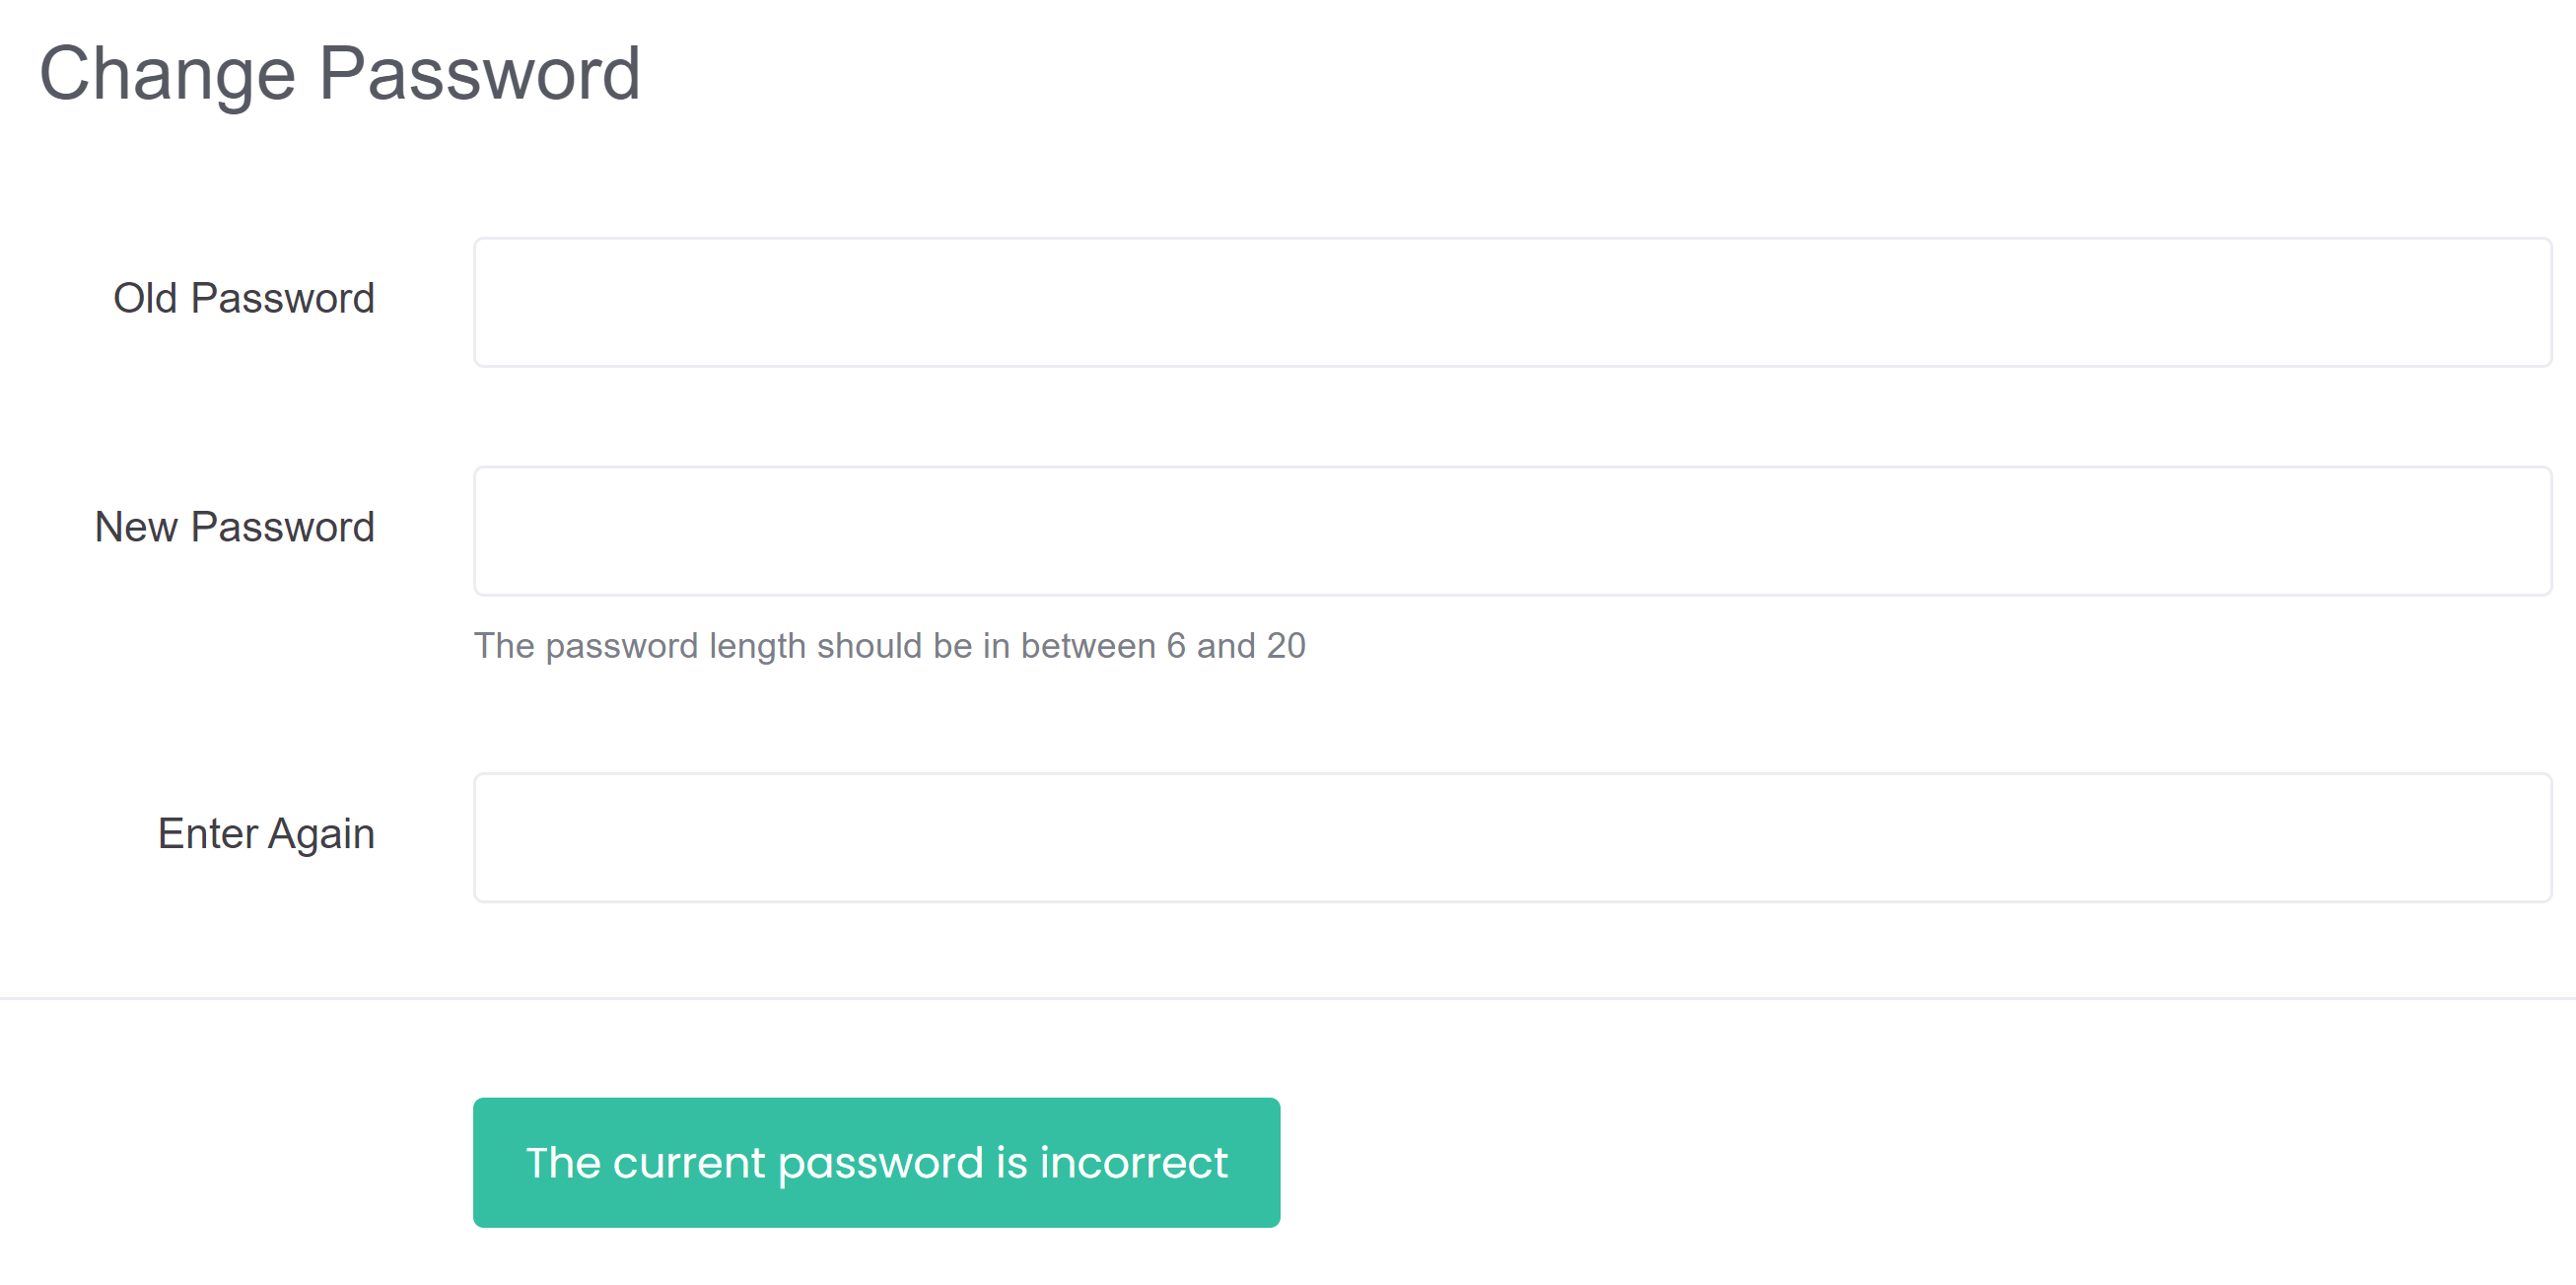 Change Password
Old Password
New Password
The password length should be in between 6 and 20
Enter Again
The current password is incorrect